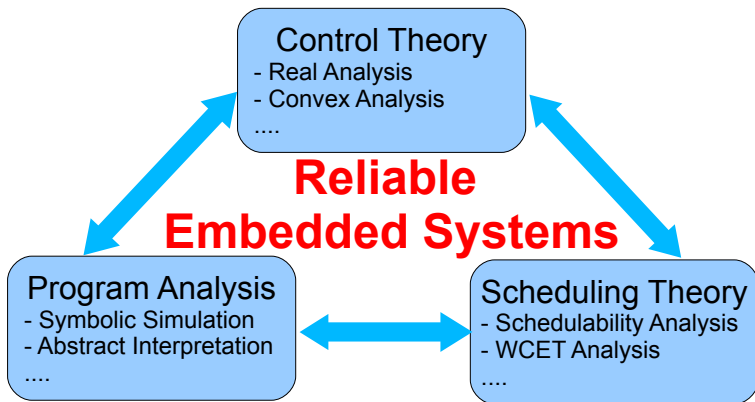 Control Theory
- Real Analysis
- Convex Analysis
....
Reliable
Embedded Systems
Program Analysis
- Symbolic Simulation
- Abstract Interpretation
....
Scheduling Theory
- Schedulability Analysis
- WCET Analysis
....